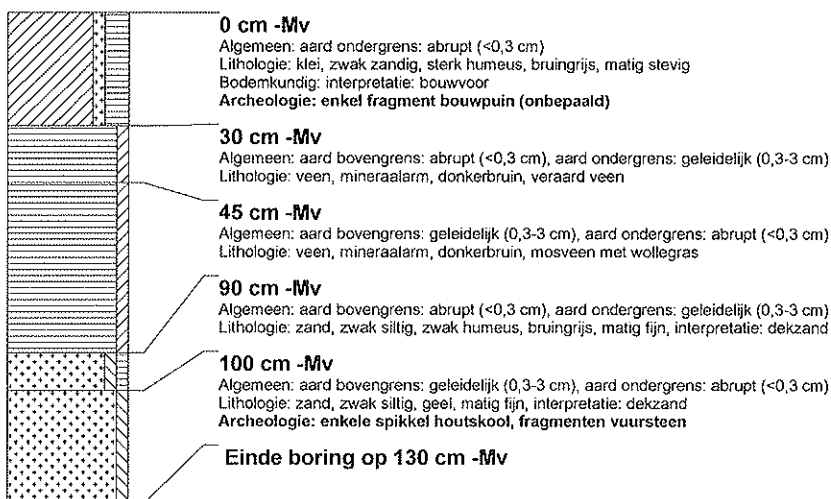 0 cm -Mv
Algemeen: aard ondergrens: abrupt (<0,3 cm)
Lithologie: klei, zwak zandig, sterk humeus, bruingrijs, matig stevig
Bodemkundig: interpretatie: bouwvoor
Archeologie: enkel fragment bouwpuin (onbepaald)
30 cm -Mv
Algemeen: aard bovengrens: abrupt (<0,3 cm), aard ondergrens: geleidelijk (0,3-3 cm)
Lithologie: veen, mineraalarm, donkerbruin, veraard veen
45 cm -Mv
Algemeen: aard bovengrens: geleidelijk (0,3-3 cm), aard ondergrens: abrupt (<0,3 cm)
Lithologie: veen, mineraalarm, donkerbruin, mosveen met wollegras
90 cm -Mv
Algemeen: aard bovengrens: abrupt (<0,3 cm), aard ondergrens: geleidelijk (0,3-3 cm)
Lithologie: zand, zwak siltig, zwak humeus, bruingrijs, matig fijn, interpretatie: dekzand
100 cm -Mv
Algemeen: aard bovengrens: geleidelijk (0,3-3 cm), aard ondergrens: abrupt (<0,3 cm)
Lithologie: zand, zwak siltig, geel, matig fijn, interpretatie: dekzand
Archeologie: enkele spikkel houtskool, fragmenten vuursteen
Einde boring op 130 cm -Mv